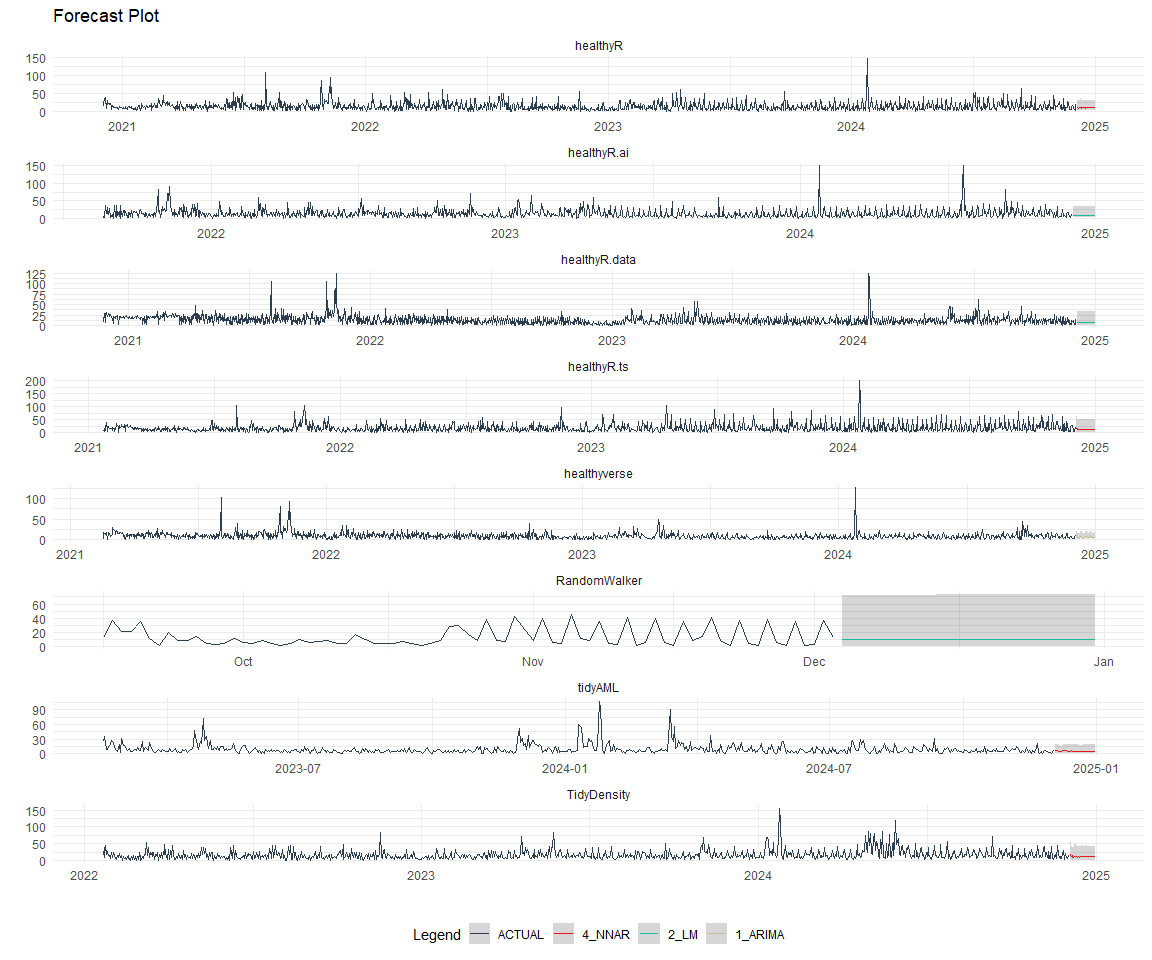 Forecast Plot
healthyR
150
100
50
0
2021 2022 2023 2024 2025
healthyR.ai
150
100
50
0
2022 2023 2024 2025
healthyR.data
125
100
75
50
25
0
2021 2022 2023 2024 2025
healthyR.ts
200
150
100
50
0
2021 2022 2023 2024 2025
healthyverse
100
50
0
2021 2022 2023 2024 2025
RandomWalker
60
40
20
0
Oct Nov Dec Jan
tidyAML
90
60
30
0
2023-07 2024-01 2024-07 2025-01
TidyDensity
150
100
50
0
2022 2023 2024 2025
Legend ACTUAL 4_NNAR 2_LM 1_ARIMA